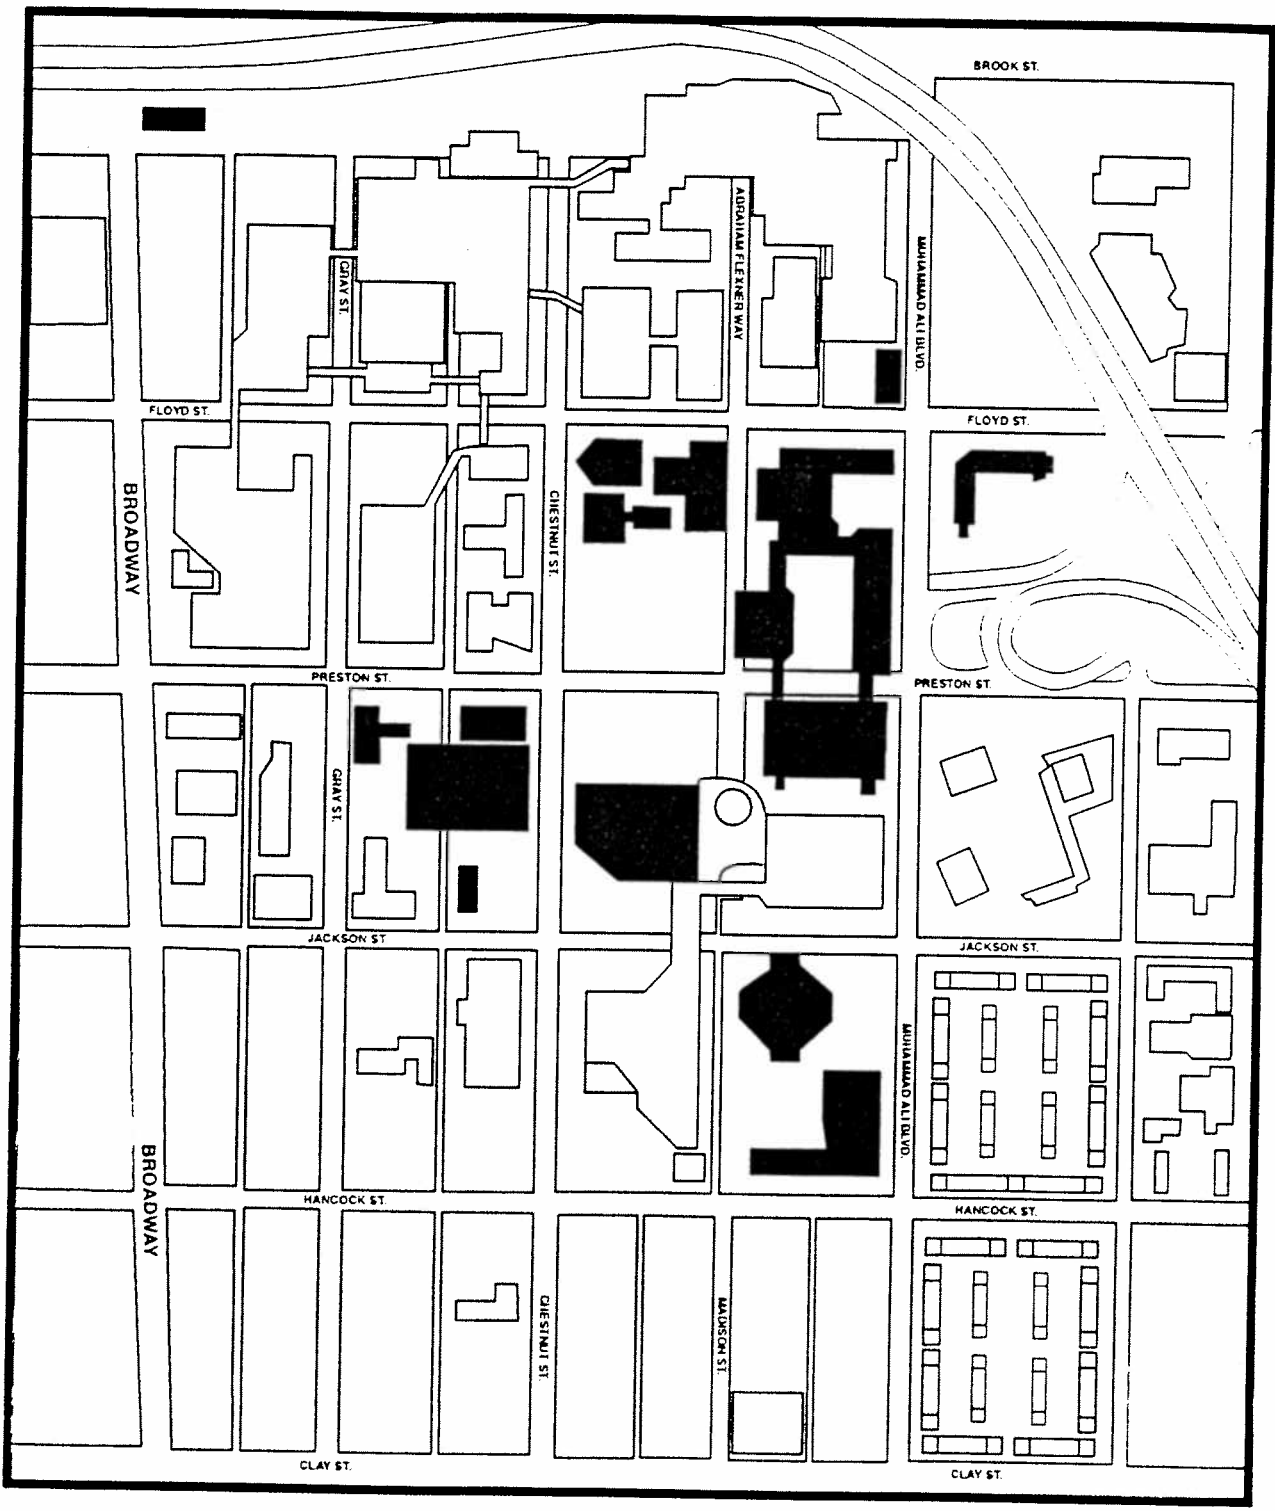 BROOK ST.
ABRAHAM FLEXNER WAY
MUHAMMAD ALI BLVD.
GRAY ST.
FLOYD ST.
FLOYD ST.
BROADWAY
CHESTNUT ST.
PRESTON ST.
PRESTON ST.
GRAY ST.
JACKSON ST
JACKSON ST.
MUHAMMAD ALI BLVD.
BROADWAY
HANCOCK ST.
HANCOCK ST.
CHESTNUT ST.
MADISON ST.
CLAY ST.
CLAY ST.